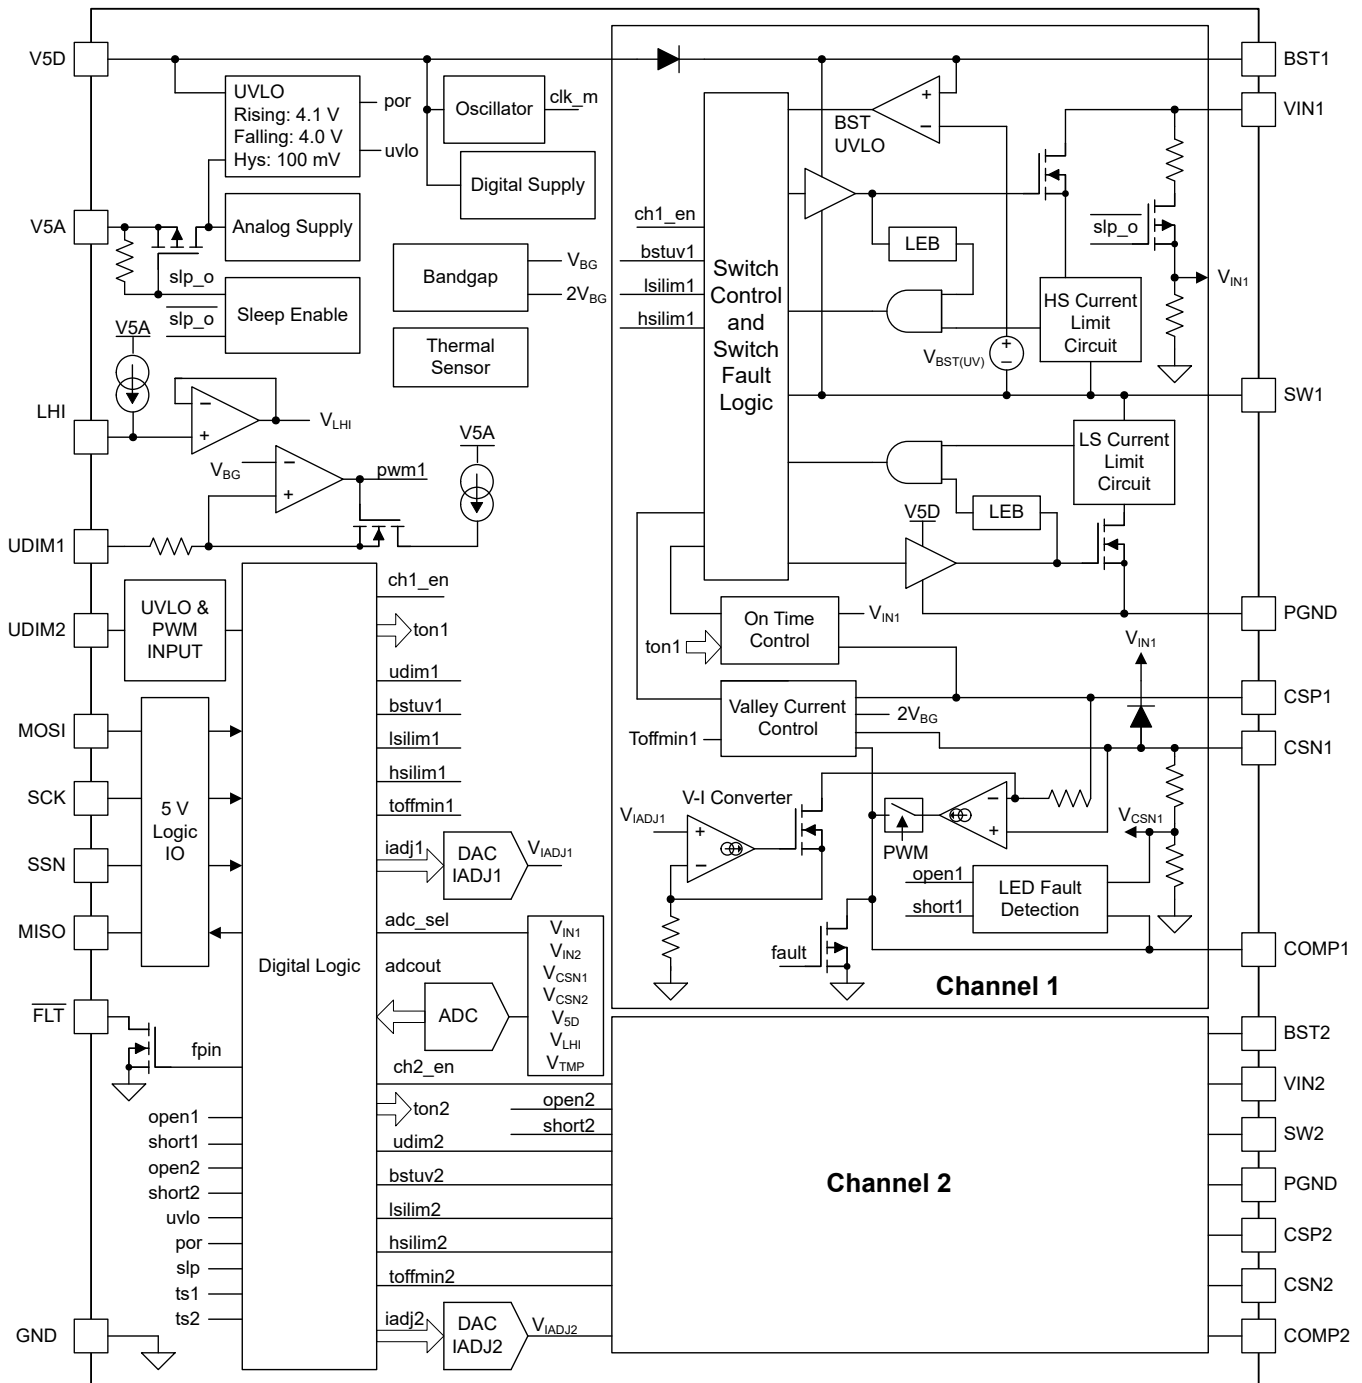 V5D
UVLO
Rising: 4.1 V
Falling: 4.0 V
Hys: 100 mV
por
uvlo
Oscillator
clk_m
Digital Supply
V5A
Analog Supply
slp_o
slp_o
Sleep Enable
Bandgap
VBG
2VBG
Thermal
Sensor
V5A
LHI
VLHI
VBG
pwm1
V5A
UDIM1
UDIM2
UVLO &
PWM
INPUT
MOSI
SCK
SSN
MISO
5 V
Logic
IO
FLT
fpin
open1
short1
open2
short2
uvlo
por
slp
ts1
ts2
GND
Digital Logic
ch1_en
ton1
udim1
bstuv1
lsilim1
hsilim1
toffmin1
iadj1
DAC
IADJ1
VIADJ1
adc_sel
adcout
ADC
VIN1
VIN2
VCSN1
VCSN2
V5D
VLHI
VTMP
ch2_en
ton2
open2
short2
udim2
bstuv2
lsilim2
hsilim2
toffmin2
iadj2
DAC
IADJ2
VIADJ2
ch1_en
bstuv1
lsilim1
hsilim1
Switch
Control
and
Switch
Fault
Logic
BST
UVLO
LEB
VBST(UV)
HS Current
Limit
Circuit
slp_o
VIN1
LS Current
Limit
Circuit
LEB
V5D
On Time
Control
VIN1
ton1
Valley Current
Control
2VBG
Toffmin1
VIN1
V-I Converter
VIADJ1
PWM
VCSN1
open1
short1
LED Fault
Detection
fault
Channel 1
Channel 2
BST1
VIN1
SW1
PGND
CSP1
CSN1
COMP1
BST2
VIN2
SW2
PGND
CSP2
CSN2
COMP2